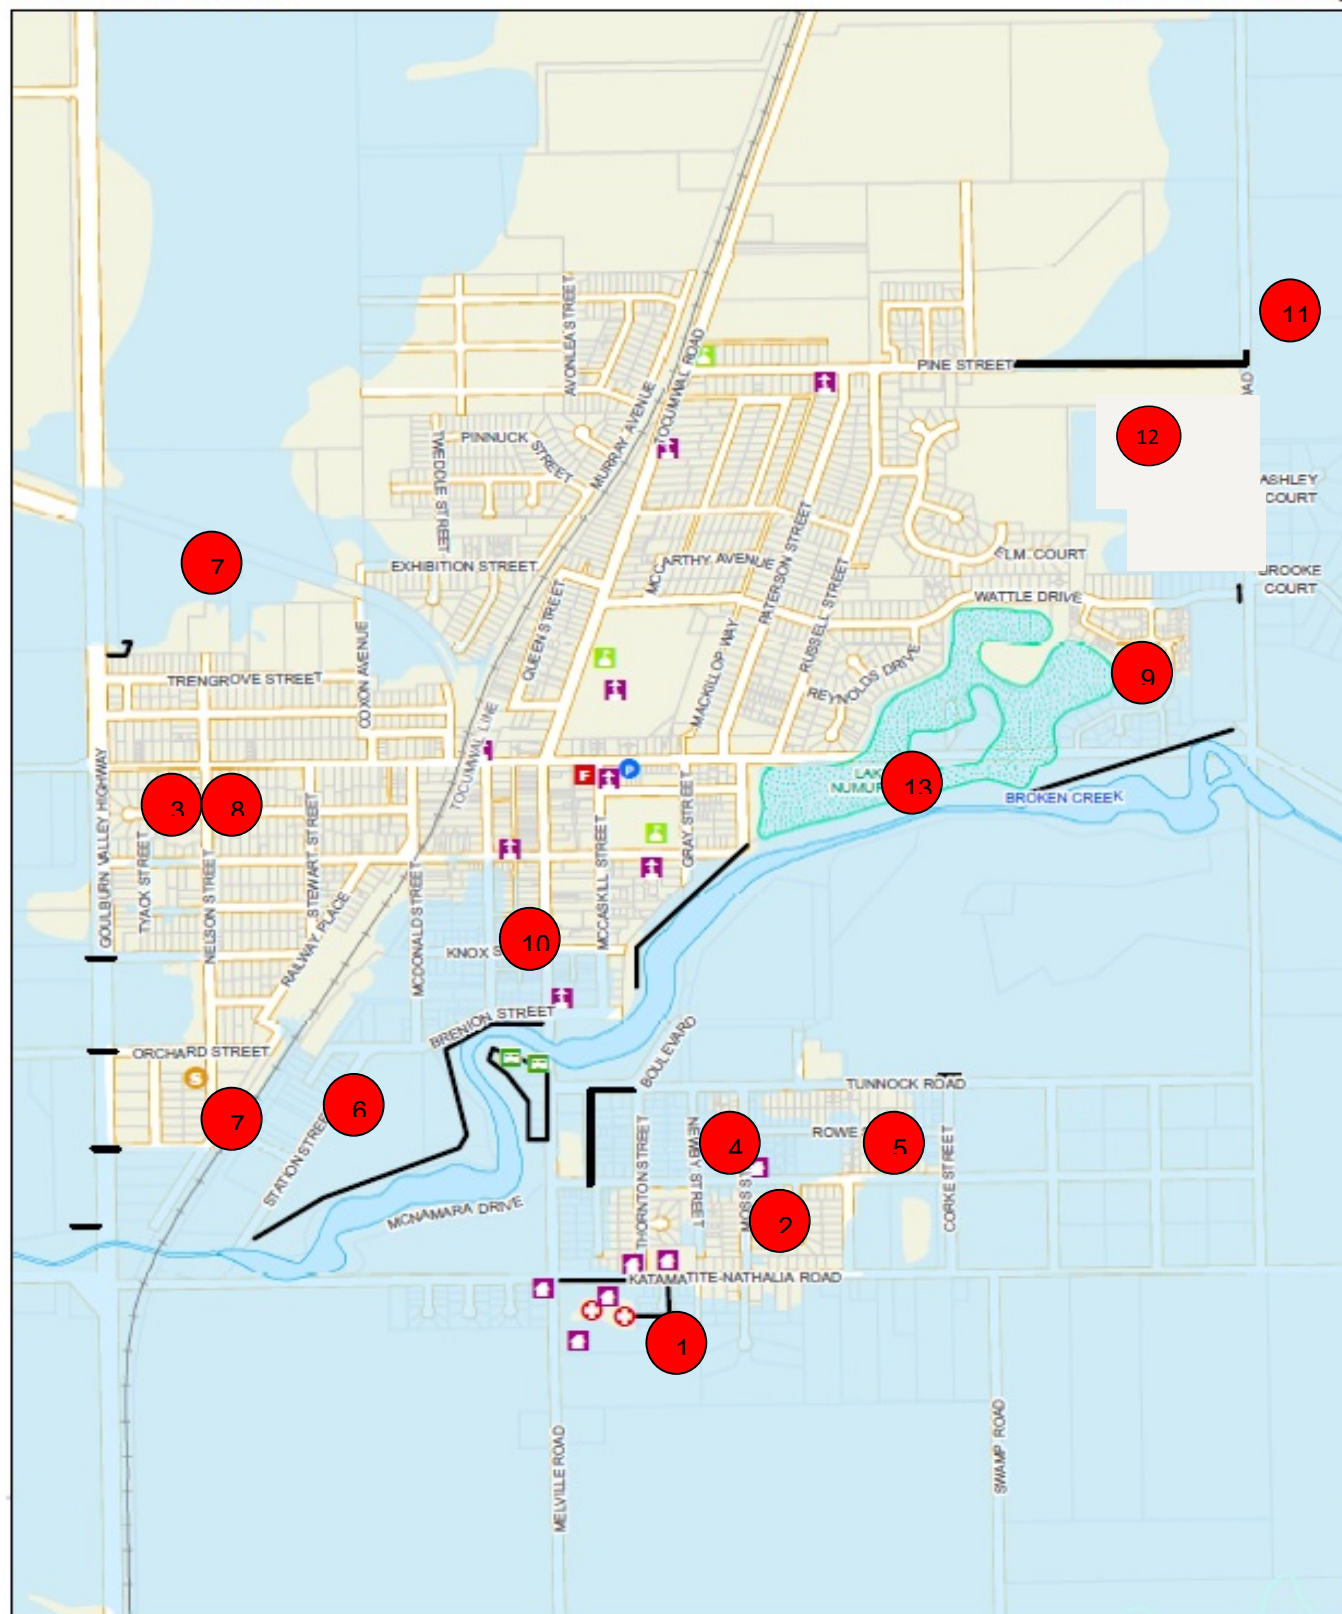 11
AVONLEA STREET
TOCUMWAL ROAD
PINE STREET
MURRAY AVENUE
12
TWEDDLE STREET
PINNUCK STREET
ASHLEY
COURT
PATERSON STREET
7
EXHIBITION STREET
MCCARTHY AVENUE
ELM COURT
BROOKE
COURT
WATTLE DRIVE
QUEEN STREET
RUSSELL STREET
COXON AVENUE
MACKILLOP WAY
REYNOLDS DRIVE
TRENGROVE STREET
9
TOCUMWAL LINE
GOULBURN VALLEY HIGHWAY
F
P
13
BROKEN CREEK
3
8
TYACK STREET
NELSON STREET
STEWART STREET
RAILWAY PLACE
MCDONALD STREET
MCCASKILL STREET
GRAY STREET
KNOX
10
BRENION STREET
BOULEVARD
ORCHARD STREET
S
TUNNOCK ROAD
7
6
STATION STREET
THORNTON STREET
NEWBY STREET
4
ROWE
5
CORKE STREET
MOSS ST
2
MCNAMARA DRIVE
KATAMATITE-NATHALIA ROAD
1
MELVILLE ROAD
SWAMP ROAD